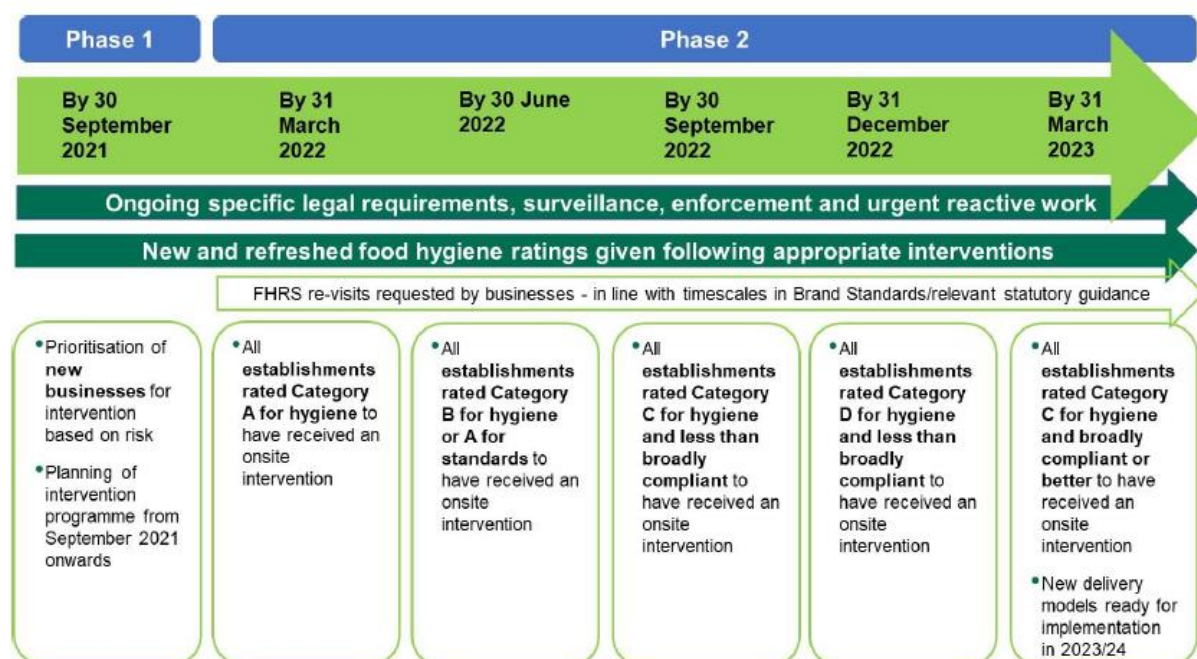 Phase 1
Phase 2
By 30
September
2021
By 31
March
2022
By 30 June
2022
By 30
September
2022
By 31
December
2022
By 31
March
2023
Ongoing specific legal requirements, surveillance, enforcement and urgent reactive work
New and refreshed food hygiene ratings given following appropriate interventions
FHRS re-visits requested by businesses - in line with timescales in Brand Standards/relevant statutory guidance
•Prioritisation of
new
businesses for
intervention
based on risk
•Planning of
intervention
programme from
September 2021
onwards
•All
establishments
rated Category
A for hygiene to
have received an
onsite
intervention
•All
establishments
rated Category
B for hygiene
or A for
standards to
have received an
onsite
intervention
•All
establishments
rated Category
C for hygiene
and less than
broadly
compliant to
have received an
onsite
intervention
•All
establishments
rated Category
D for hygiene
and less than
broadly
compliant to
have received an
onsite
intervention
•All
establishments
rated Category
C for hygiene
and broadly
compliant or
better to have
received an
onsite
intervention
•New delivery
models ready for
implementation
in 2023/24